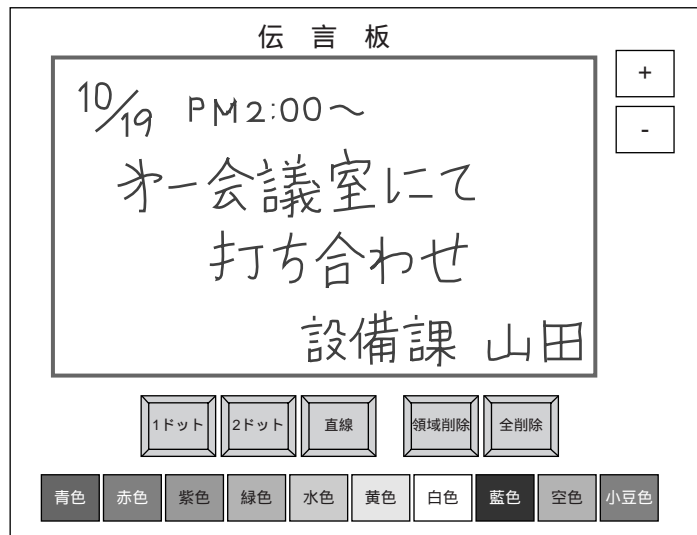 伝言板
+
-
10/19 PM2:00～
第一会議室にて
打ち合わせ
設備課 山田
1ドット 2ドット 直線 領域削除 全削除
青色 赤色 紫色 緑色 水色 黄色 白色 藍色 空色 小豆色